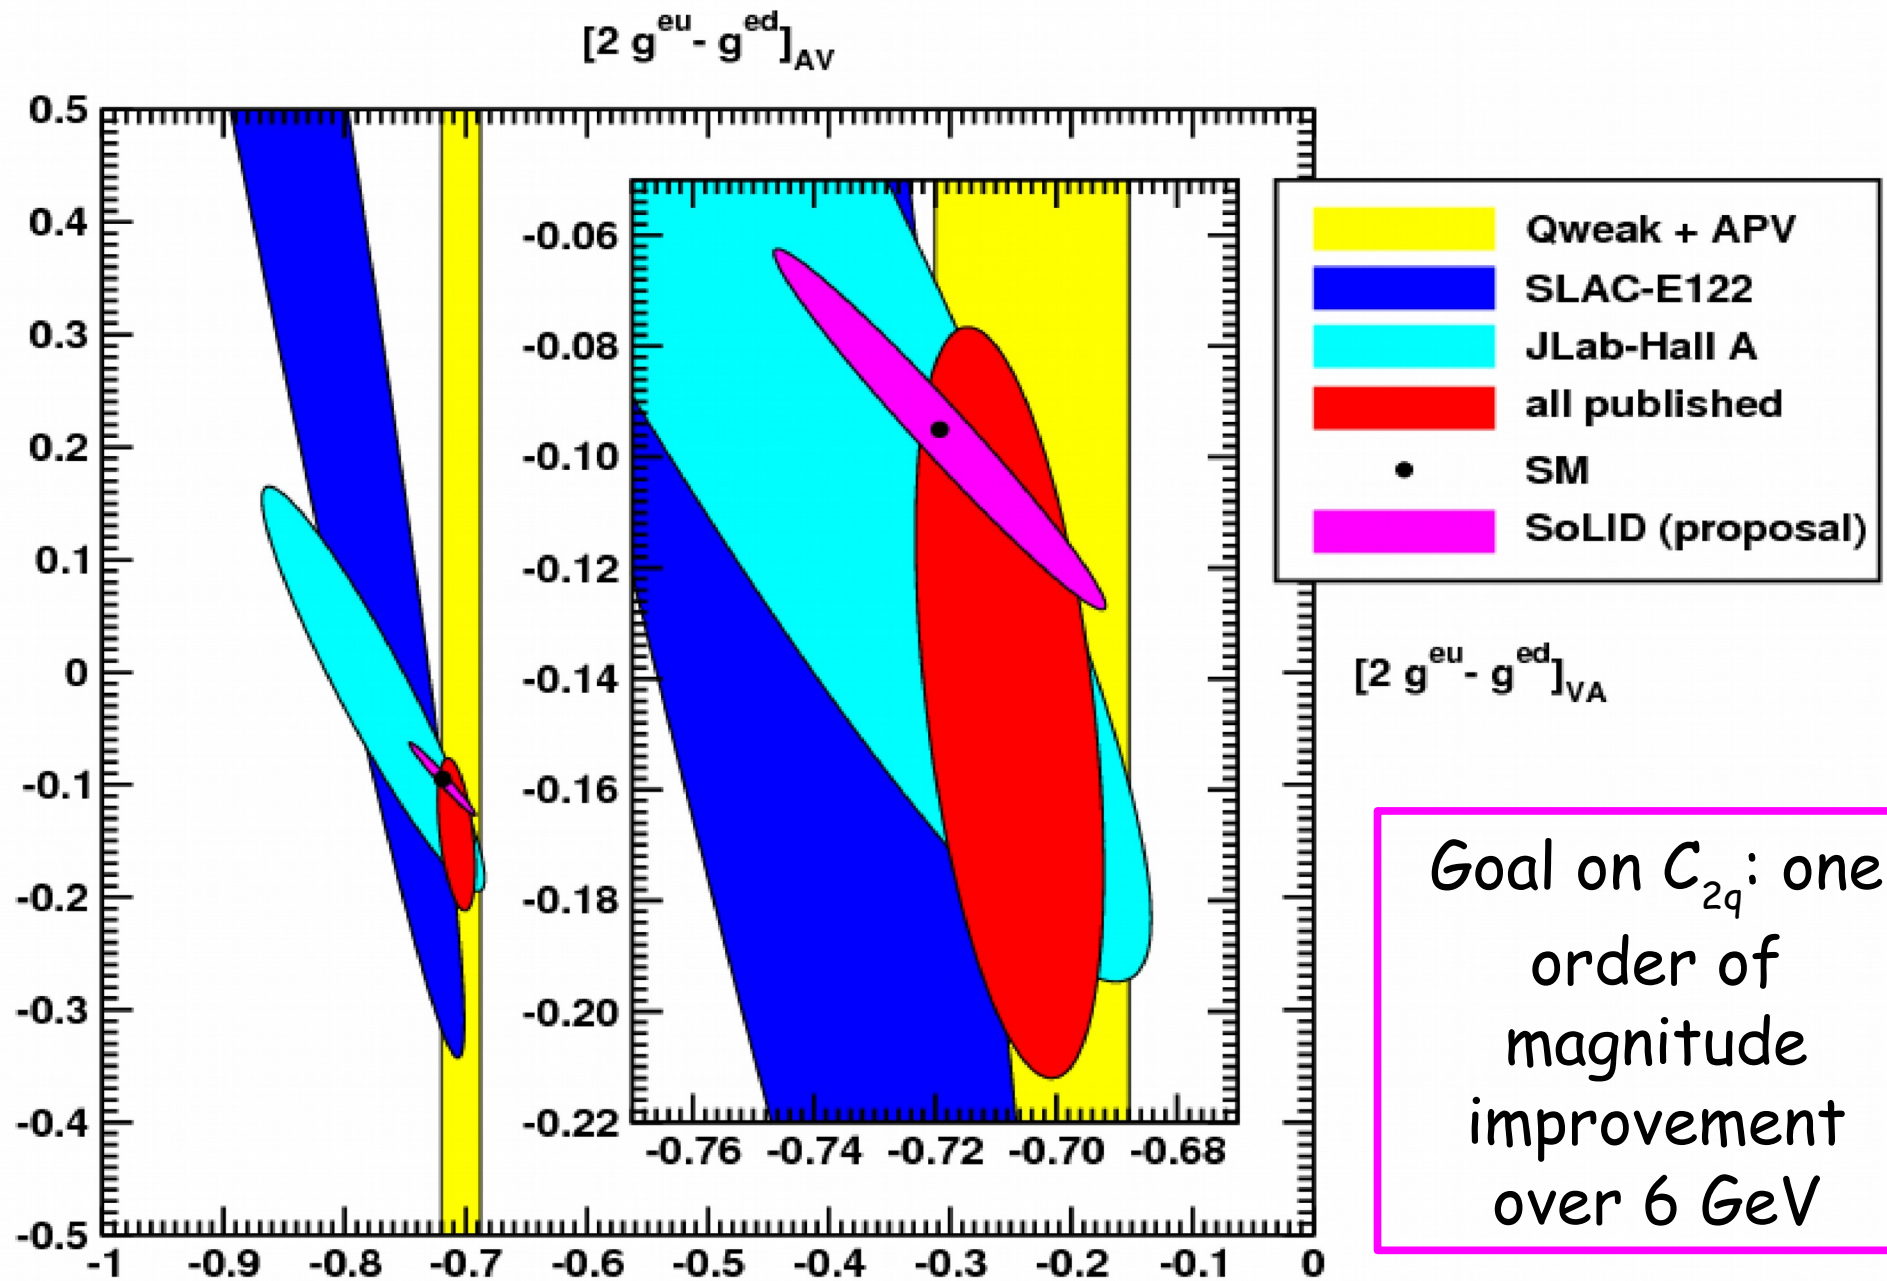 [2 g^eu - g^ed]_AV
0.5
0.4
0.3
0.2
0.1
0
-0.1
-0.2
-0.3
-0.4
-0.5
-1 -0.9 -0.8 -0.7 -0.6 -0.5 -0.4 -0.3 -0.2 -0.1 0
-0.06
-0.08
-0.10
-0.12
-0.14
-0.16
-0.18
-0.20
-0.22
-0.76 -0.74 -0.72 -0.70 -0.68
Qweak + APV
SLAC-E122
JLab-Hall A
all published
SM
SoLID (proposal)
[2 g^eu - g^ed]_VA
Goal on C_2q: one
order of
magnitude
improvement
over 6 GeV